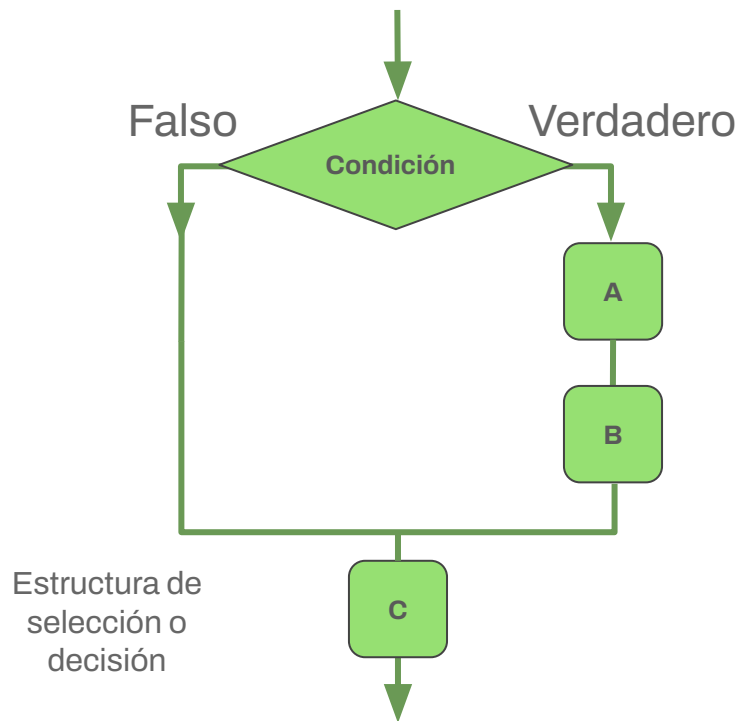 Falso
Verdadero
Condición
A
B
C
Estructura de
selección o
decisión